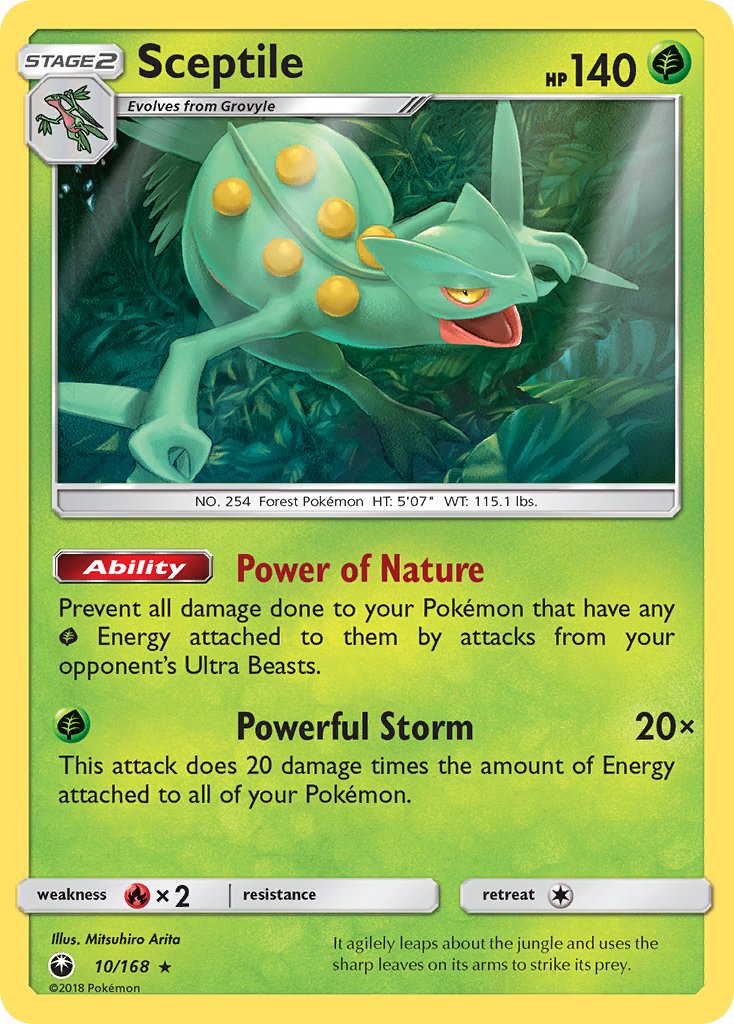 STAGE2 Sceptile HP 140
Evolves from Grovyle
NO. 254 Forest Pokémon HT: 5'07" WT: 115.1 lbs.
Ability Power of Nature
Prevent all damage done to your Pokémon that have any
Energy attached to them by attacks from your
opponent's Ultra Beasts.
Powerful Storm 20×
This attack does 20 damage times the amount of Energy
attached to all of your Pokémon.
weakness × 2 resistance retreat
Illus. Mitsuhiro Arita
10/168 ★
©2018 Pokémon
It agilely leaps about the jungle and uses the
sharp leaves on its arms to strike its prey.